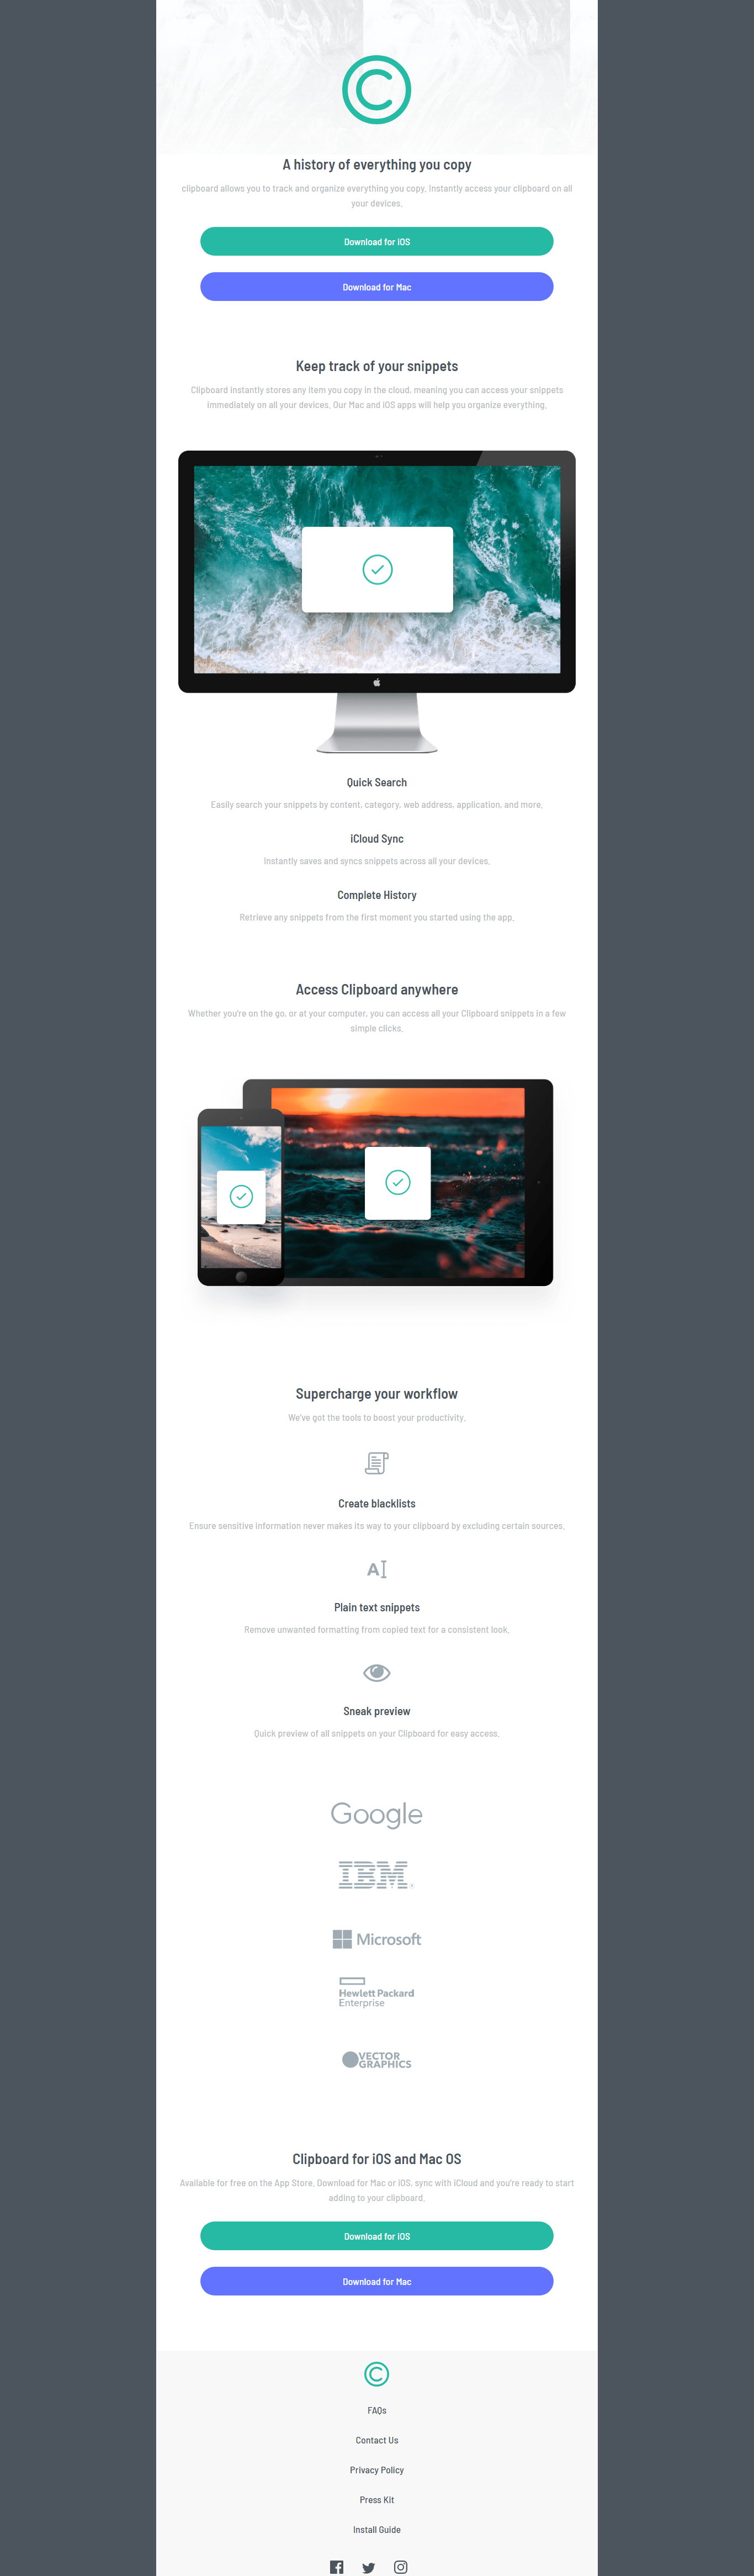 A history of everything you copy
clipboard allows you to track and organize everything you copy. Instantly access your clipboard on all
your devices.
Download for iOS
Download for Mac
Keep track of your snippets
Clipboard instantly stores any item you copy in the cloud, meaning you can access your snippets
immediately on all your devices. Our Mac and iOS apps will help you organize everything.
Quick Search
Easily search your snippets by content, category, web address, application, and more.
iCloud Sync
Instantly saves and syncs snippets across all your devices.
Complete History
Retrieve any snippets from the first moment you started using the app.
Access Clipboard anywhere
Whether you're on the go, or at your computer, you can access all your Clipboard snippets in a few
simple clicks.
Supercharge your workflow
We've got the tools to boost your productivity.
Create blacklists
Ensure sensitive information never makes its way to your clipboard by excluding certain sources.
AI
Plain text snippets
Remove unwanted formatting from copied text for a consistent look.
Sneak preview
Quick preview of all snippets on your Clipboard for easy access.
Google
IBM®
Microsoft
Hewlett Packard
Enterprise
VECTOR
GRAPHICS
Clipboard for iOS and Mac OS
Available for free on the App Store. Download for Mac or iOS, sync with iCloud and you're ready to start
adding to your clipboard.
Download for iOS
Download for Mac
FAQs
Contact Us
Privacy Policy
Press Kit
Install Guide